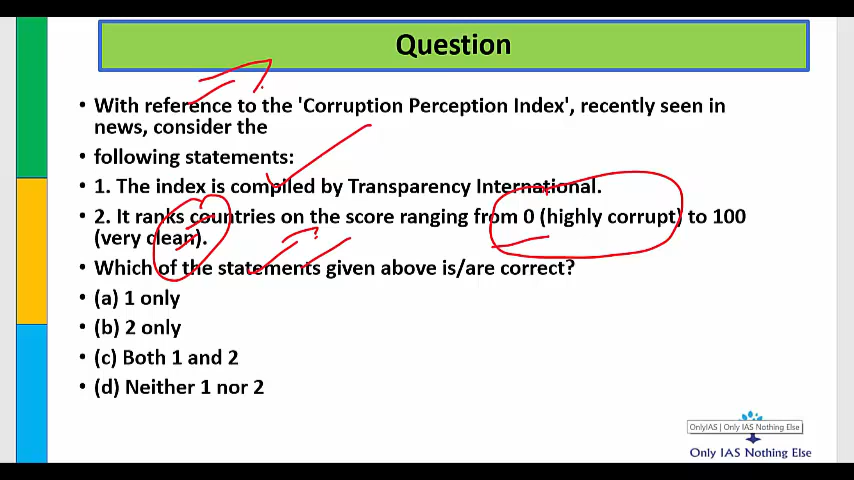 Question
• With reference to the 'Corruption Perception Index', recently seen in
news, consider the
• following statements:
• 1. The index is compiled by Transparency International.
• 2. It ranks countries on the score ranging from 0 (highly corrupt) to 100
(very clean).
• Which of the statements given above is/are correct?
• (a) 1 only
• (b) 2 only
• (c) Both 1 and 2
• (d) Neither 1 nor 2
OnlyIAS | Only IAS Nothing Else
Only IAS Nothing Else